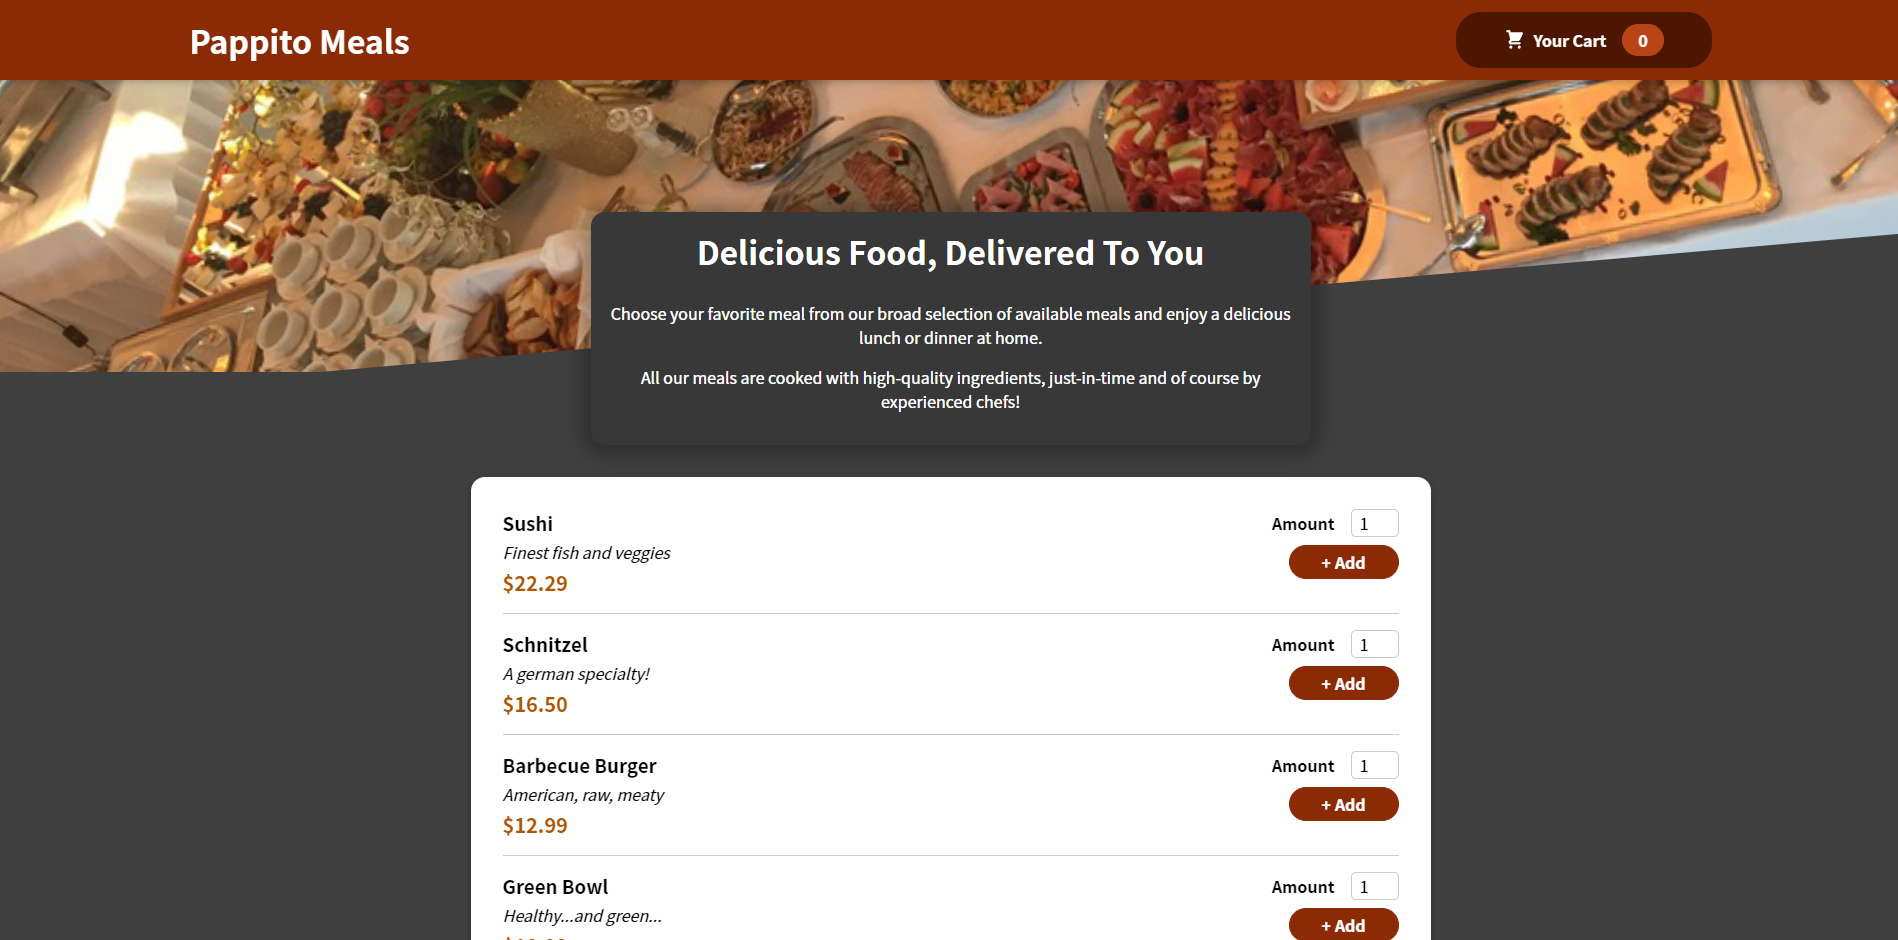 Pappito Meals
Your Cart 0
Delicious Food, Delivered To You
Choose your favorite meal from our broad selection of available meals and enjoy a delicious
lunch or dinner at home.
All our meals are cooked with high-quality ingredients, just-in-time and of course by
experienced chefs!
Sushi
Amount 1
Finest fish and veggies
+ Add
$22.29
Schnitzel
Amount 1
A german specialty!
+ Add
$16.50
Barbecue Burger
Amount 1
American, raw, meaty
+ Add
$12.99
Green Bowl
Amount 1
Healthy...and green...
+ Add